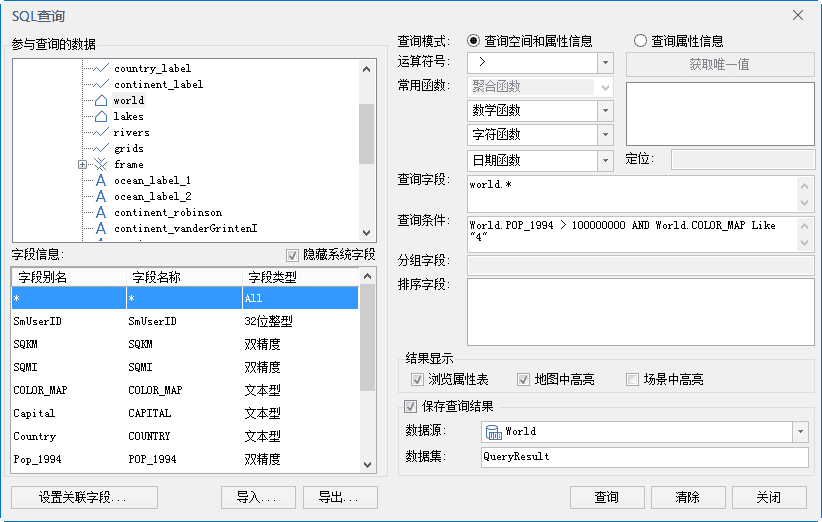 SQL查询
参与查询的数据
country_label
continent_label
world
lakes
rivers
grids
frame
ocean_label_1
ocean_label_2
continent_robinson
continent_vanderGrintenI
字段信息:
隐藏系统字段
字段别名 字段名称 字段类型
* * All
SmUserID SmUserID 32位整型
SQKM SQKM 双精度
SQMI SQMI 双精度
COLOR_MAP COLOR_MAP 文本型
Capital CAPITAL 文本型
Country COUNTRY 文本型
Pop_1994 POP_1994 双精度
设置关联字段...
导入...
导出...
查询模式:
查询空间和属性信息
查询属性信息
运算符号:
>
获取唯一值
常用函数:
聚合函数
数学函数
字符函数
日期函数
定位:
查询字段:
world.*
查询条件:
World.POP_1994 > 100000000 AND World.COLOR_MAP Like
"4"
分组字段:
排序字段:
结果显示
浏览属性表
地图中高亮
场景中高亮
保存查询结果
数据源:
World
数据集:
QueryResult
查询
清除
关闭